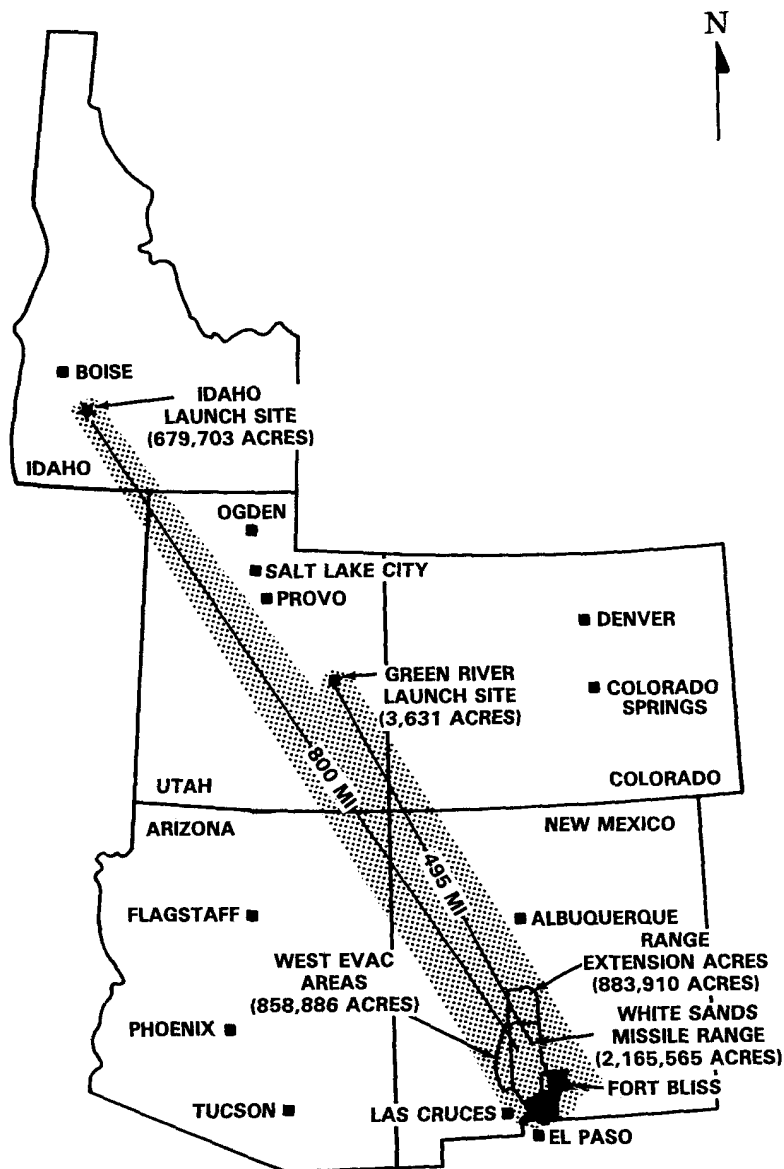 N
BOISE
IDAHO
LAUNCH SITE
(679,703 ACRES)
IDAHO
OGDEN
SALT LAKE CITY
PROVO
DENVER
GREEN RIVER
LAUNCH SITE
(3,631 ACRES)
COLORADO
SPRINGS
800 MI
UTAH
COLORADO
ARIZONA
NEW MEXICO
495 MI
FLAGSTAFF
ALBUQUERQUE
RANGE
EXTENSION ACRES
(883,910 ACRES)
WEST EVAC
AREAS
(858,886 ACRES)
WHITE SANDS
MISSILE RANGE
(2,165,565 ACRES)
PHOENIX
FORT BLISS
TUCSON
LAS CRUCES
EL PASO